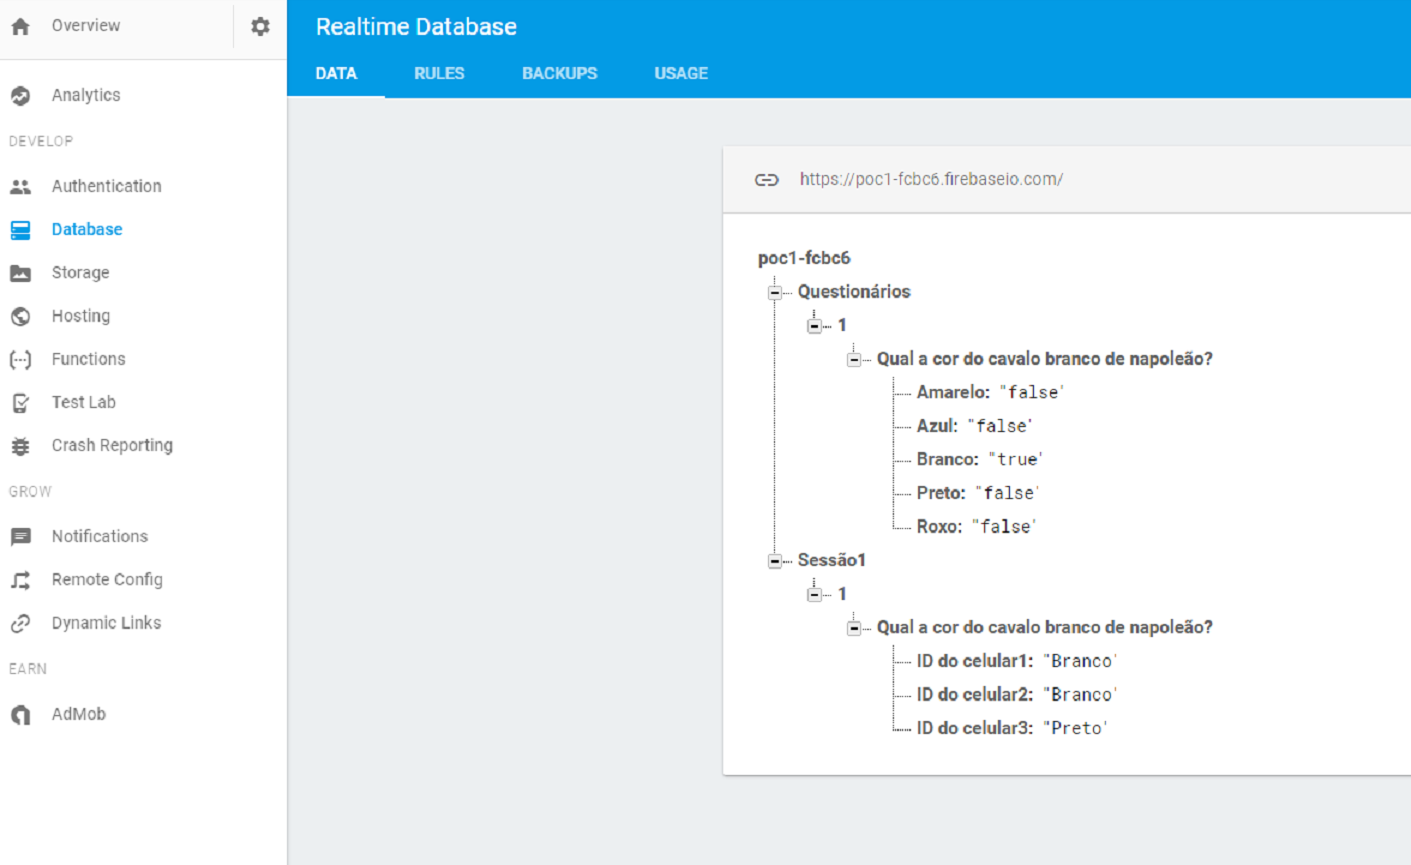 Overview
Analytics
DEVELOP
Authentication
Database
Storage
Hosting
Functions
Test Lab
Crash Reporting
GROW
Notifications
Remote Config
Dynamic Links
EARN
AdMob
Realtime Database
DATA RULES BACKUPS USAGE
https://poc1-fcbc6.firebaseio.com/
poc1-fcbc6
Questionários
1
Qual a cor do cavalo branco de napoleão?
Amarelo: "false"
Azul: "false"
Branco: "true"
Preto: "false"
Roxo: "false"
Sessão1
1
Qual a cor do cavalo branco de napoleão?
ID do celular1: "Branco"
ID do celular2: "Branco"
ID do celular3: "Preto"